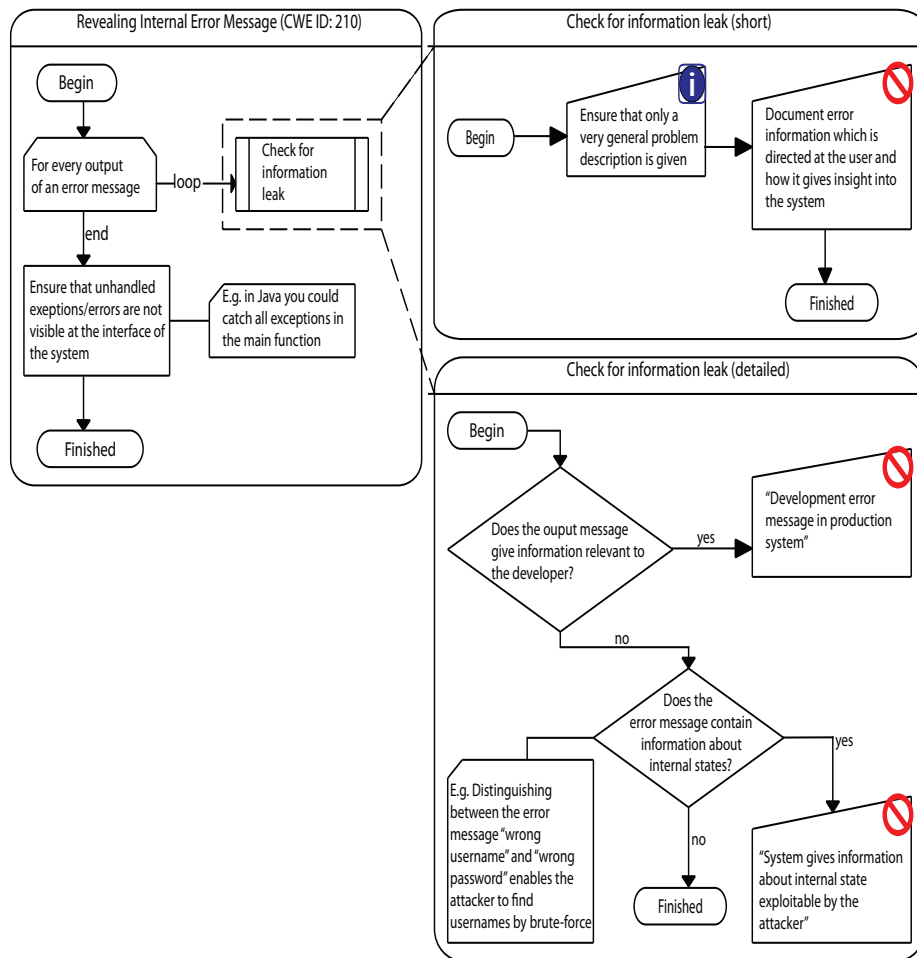 Revealing Internal Error Message (CWE ID: 210)
Begin
For every output
of an error message
loop
Check for
information
leak
end
Ensure that unhandled
exeptions/errors are not
visible at the interface of
the system
E.g. in Java you could
catch all exceptions in
the main function
Finished
Check for information leak (short)
Begin
i
Ensure that only a
very general problem
description is given
Document error
information which is
directed at the user and
how it gives insight into
the system
Finished
Check for information leak (detailed)
Begin
Does the ouput message
give information relevant to
the developer?
yes
“Development error
message in production
system”
no
Does the
error message contain
information about
internal states?
yes
E.g. Distinguishing
between the error
message “wrong
username” and “wrong
password” enables the
attacker to find
usernames by brute-force
no
Finished
“System gives information
about internal state
exploitable by the
attacker”